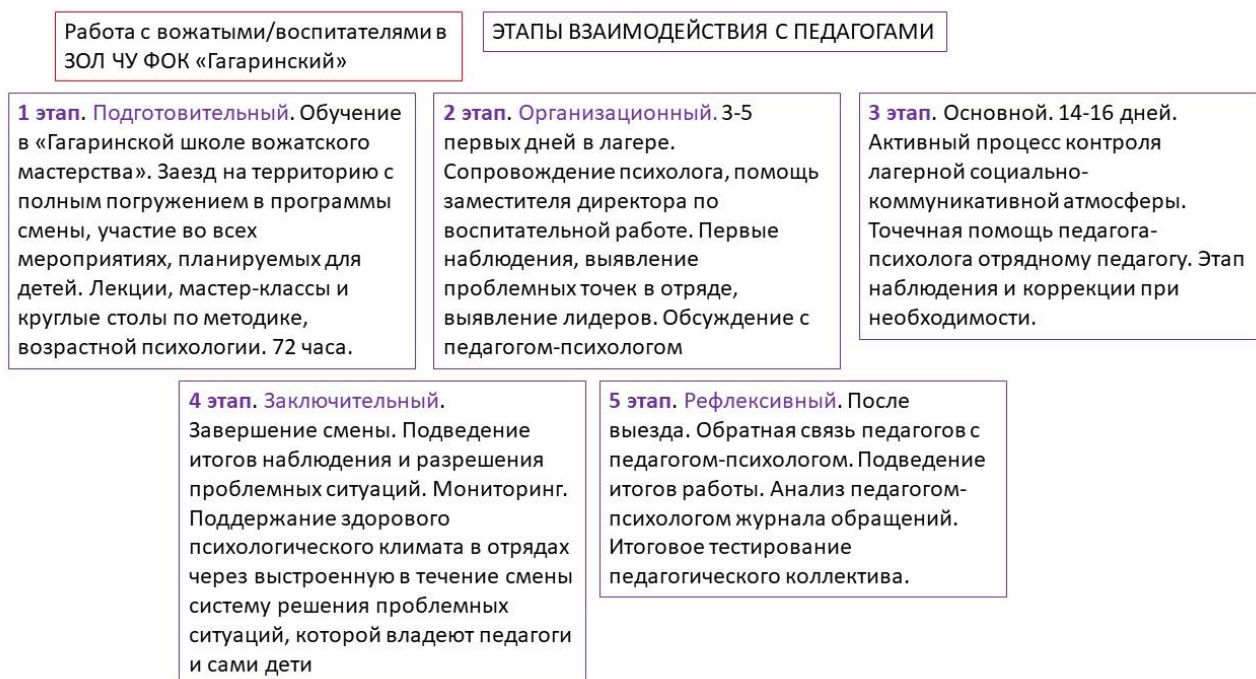 Работа с вожатыми/воспитателями в
ЗОЛ ЧУ ФОК «Гагаринский»
ЭТАПЫ ВЗАИМОДЕЙСТВИЯ С ПЕДАГОГАМИ
1 этап. Подготовительный. Обучение
в «Гагаринской школе вожатского
мастерства». Заезд на территорию с
полным погружением в программы
смены, участие во всех
мероприятиях, планируемых для
детей. Лекции, мастер-классы и
круглые столы по методике,
возрастной психологии. 72 часа.
2 этап. Организационный. 3-5
первых дней в лагере.
Сопровождение психолога, помощь
заместителя директора по
воспитательной работе. Первые
наблюдения, выявление
проблемных точек в отряде,
выявление лидеров. Обсуждение с
педагогом-психологом
3 этап. Основной. 14-16 дней.
Активный процесс контроля
лагерной социально-
коммуникативной атмосферы.
Точечная помощь педагога-
психолога отрядному педагогу. Этап
наблюдения и коррекции при
необходимости.
4 этап. Заключительный.
Завершение смены. Подведение
итогов наблюдения и разрешения
проблемных ситуаций. Мониторинг.
Поддержание здорового
психологического климата в отрядах
через выстроенную в течение смены
систему решения проблемных
ситуаций, которой владеют педагоги
и сами дети
5 этап. Рефлексивный. После
выезда. Обратная связь педагогов с
педагогом-психологом. Подведение
итогов работы. Анализ педагогом-
психологом журнала обращений.
Итоговое тестирование
педагогического коллектива.